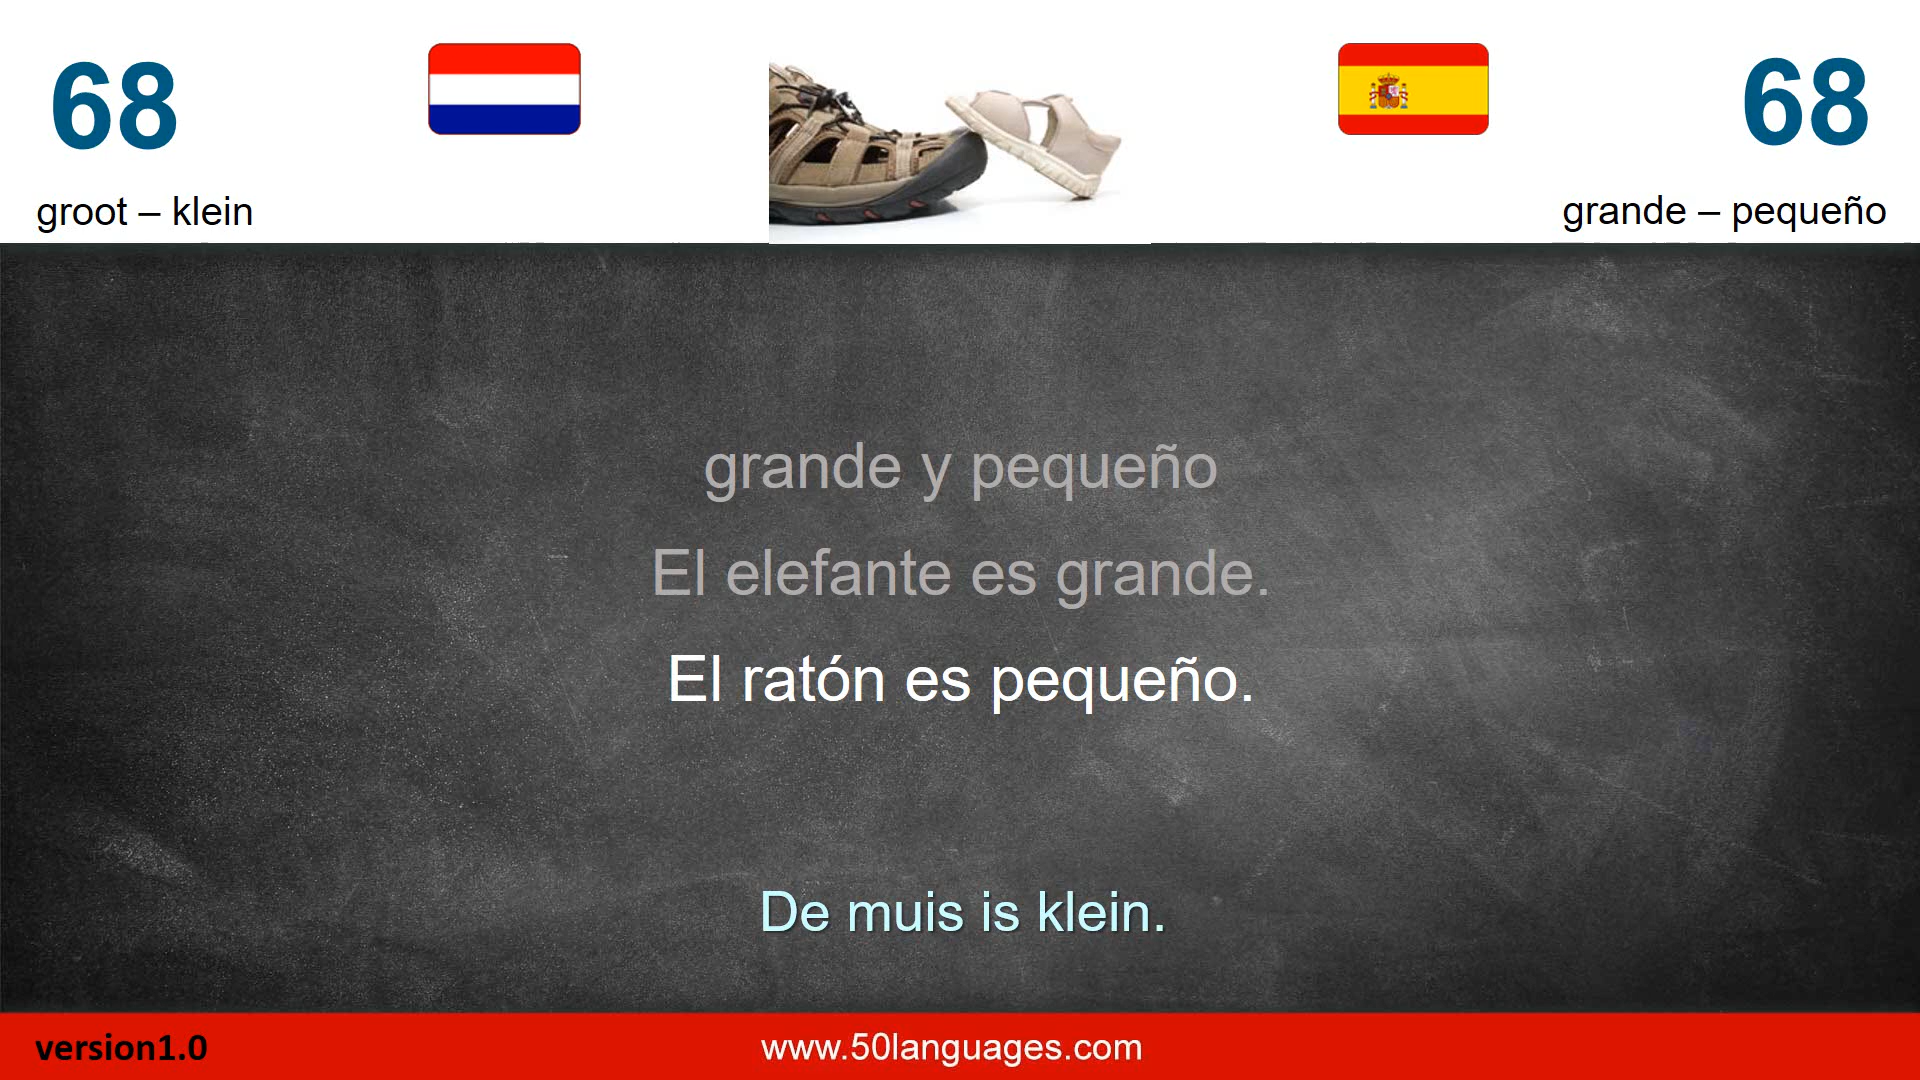 68
68
groot – klein
grande – pequeño
grande y pequeño
El elefante es grande.
El ratón es pequeño.
De muis is klein.
version1.0
www.50languages.com